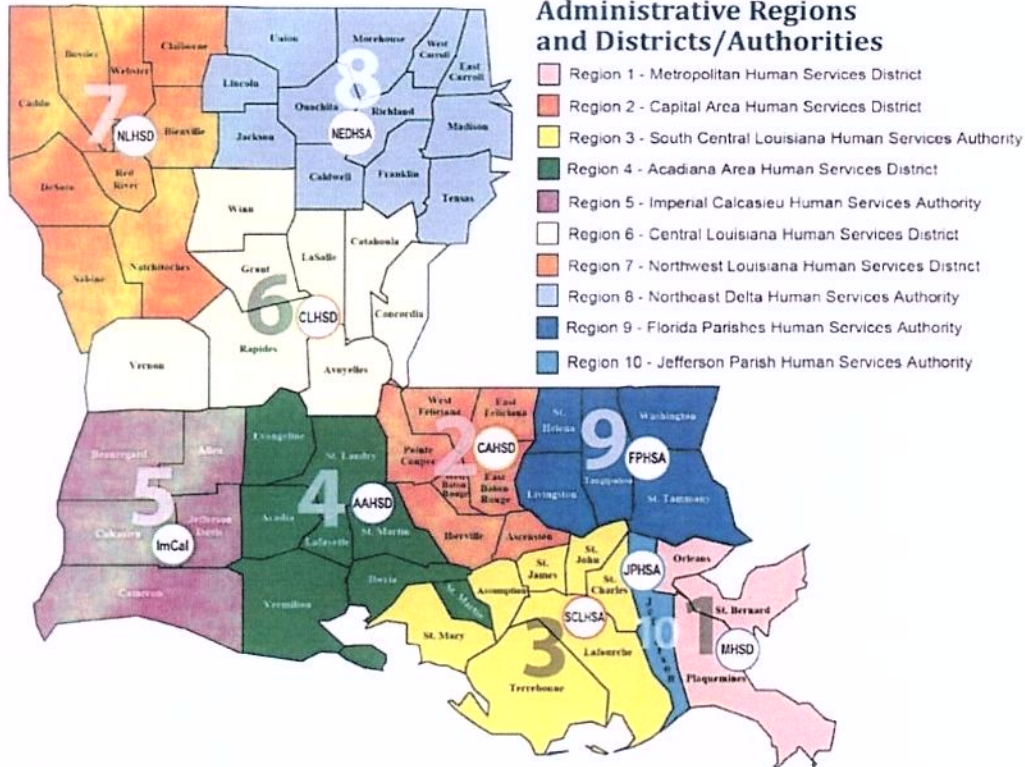 Administrative Regions
and Districts/Authorities
Region 1 - Metropolitan Human Services District
Region 2 - Capital Area Human Services District
Region 3 - South Central Louisiana Human Services Authority
Region 4 - Acadiana Area Human Services District
Region 5 - Imperial Calcasieu Human Services Authority
Region 6 - Central Louisiana Human Services District
Region 7 - Northwest Louisiana Human Services District
Region 8 - Northeast Delta Human Services Authority
Region 9 - Florida Parishes Human Services Authority
Region 10 - Jefferson Parish Human Services Authority
Caddo
Bossier
Webster
Claiborne
7
NLHSD
Bienville
DeSoto
Red
River
Sabine
Natchitoches
Union
Morehouse
West
Carroll
East
Carroll
Lincoln
8
Ouachita
Richland
NEDHSA
Jackson
Madison
Caldwell
Franklin
Tensas
Winn
Grant
LaSalle
Catahoula
6
CLHSD
Concordia
Rapides
Vernon
Avoyelles
Beauregard
Allen
5
Calcasieu
Jefferson
Davis
ImCal
Cameron
Evangeline
St. Landry
4
AAHSD
Acadia
Lafayette
St. Martin
Iberia
St. Martin
Vermilion
West
Feliciana
East
Feliciana
2
CAHSD
Pointe
Coupee
West
Baton
Rouge
East
Baton
Rouge
Iberville
Ascension
St.
Helena
Washington
9
FPHSA
Tangipahoa
Livingston
St. Tammany
St.
James
St.
John
St.
Charles
Assumption
SCLHSA
St. Mary
3
Lafourche
Terrebonne
JPHSA
Jefferson
10
Orleans
1
St. Bernard
MHSD
Plaquemines